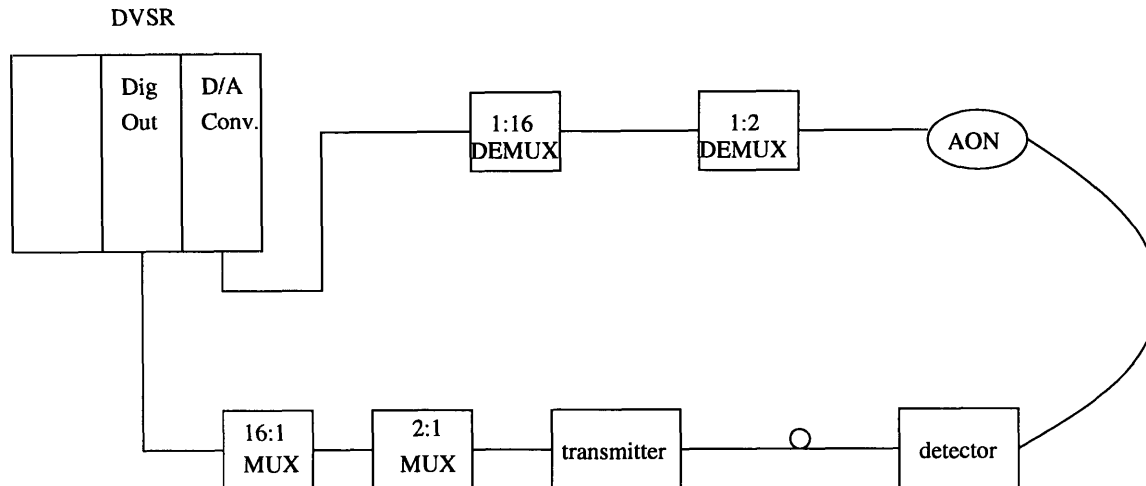 DVSR
Dig
Out
D/A
Conv.
1:16
DEMUX
1:2
DEMUX
AON
16:1
MUX
2:1
MUX
transmitter
detector